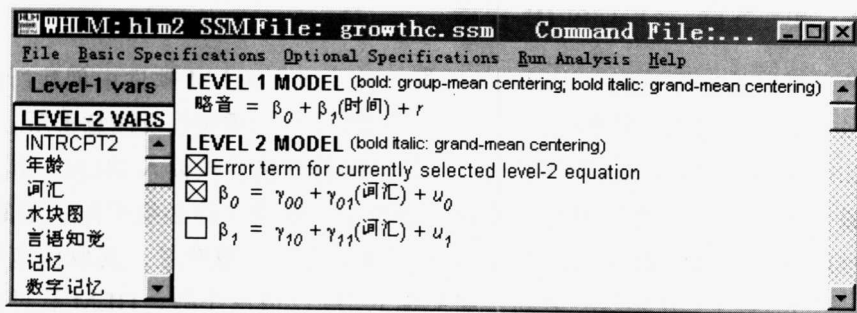 WHLM: hlm2 SSM File: growthc.ssm Command File:...
File Basic Specifications Optional Specifications Run Analysis Help
Level-1 vars
LEVEL-2 VARS
INTRCPT2
年龄
词汇
木块图
言语知觉
记忆
数字记忆
LEVEL 1 MODEL (bold: group-mean centering; bold italic: grand-mean centering)
略音 = β0 + β1(时间) + r
LEVEL 2 MODEL (bold italic: grand-mean centering)
Error term for currently selected level-2 equation
β0 = γ00 + γ01(词汇) + u0
β1 = γ10 + γ11(词汇) + u1